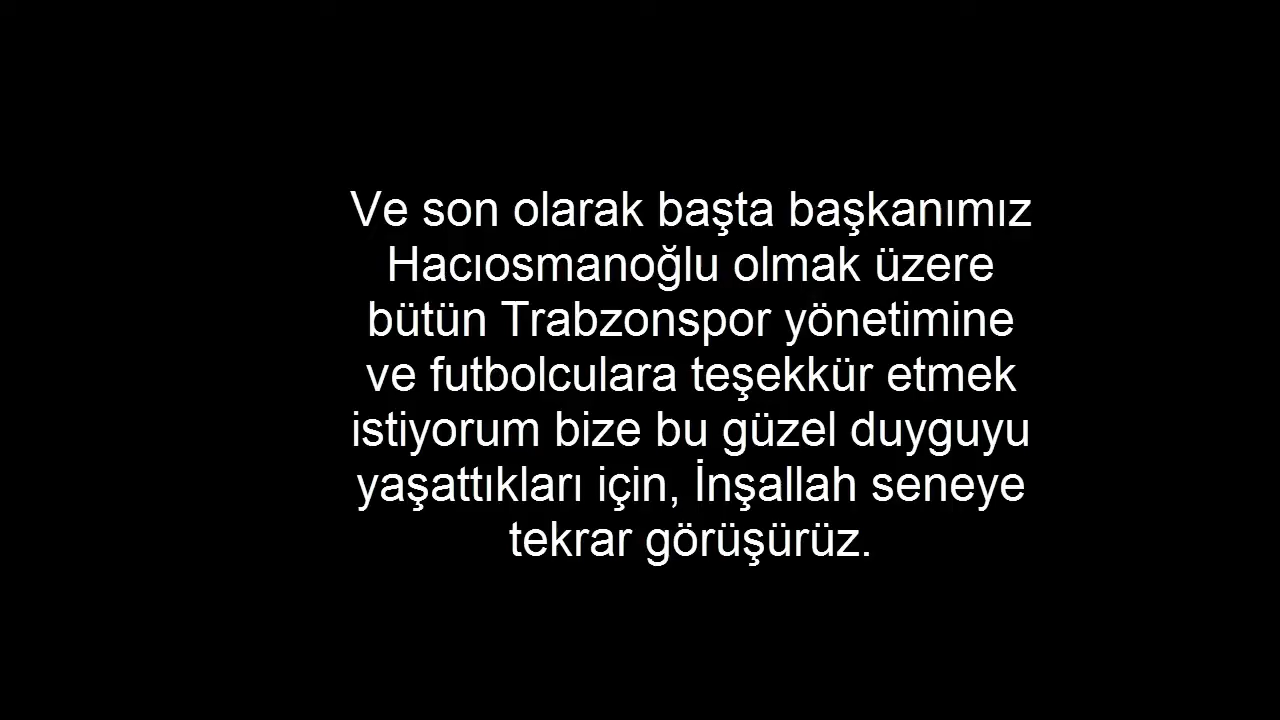 Ve son olarak başta başkanımız
Hacıosmanoğlu olmak üzere
bütün Trabzonspor yönetimine
ve futbolculara teşekkür etmek
istiyorum bize bu güzel duyguyu
yaşattıkları için, İnşallah seneye
tekrar görüşürüz.